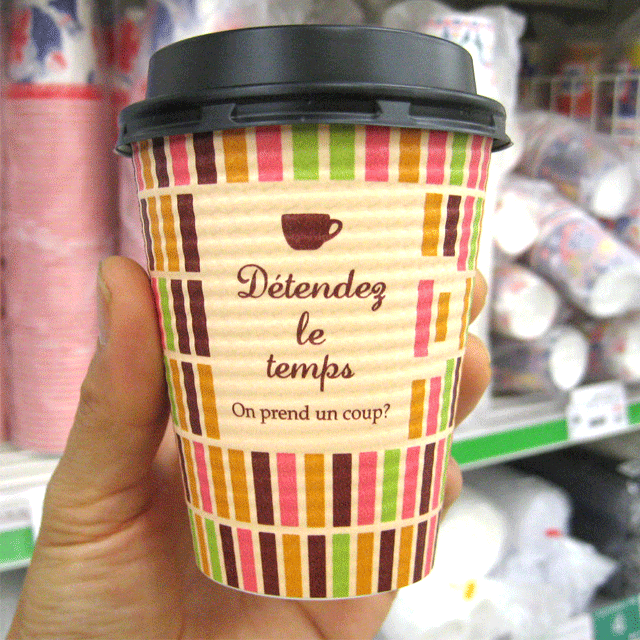 Détendez
le
temps
On prend un coup?